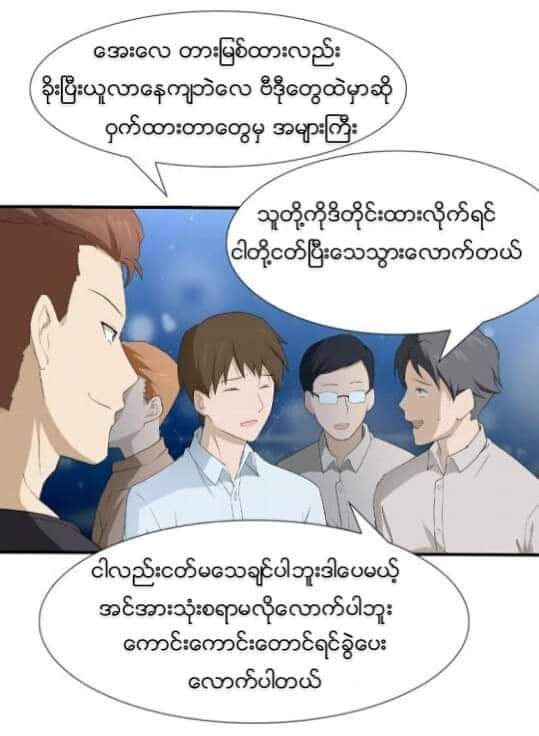 အေးလေ တားမြစ်ထားလည်း
ခိုးပြီးယူလာနေကျဘဲလေ ဗီဒီုတွေထဲမှာဆို
ဝှက်ထားတာတွေမှ အများကြီး
သူတို့ကိုဒီတိုင်းထားလိုက်ရင်
ငါတို့ငတ်ပြီးသေသွားလောက်တယ်
ငါလည်းငတ်မသေချင်ပါဘူးဒါပေမယ့်
အင်အားသုံးစရာမလိုလောက်ပါဘူး
ကောင်းကောင်းတောင်ရင်ခွဲပေး
လောက်ပါတယ်